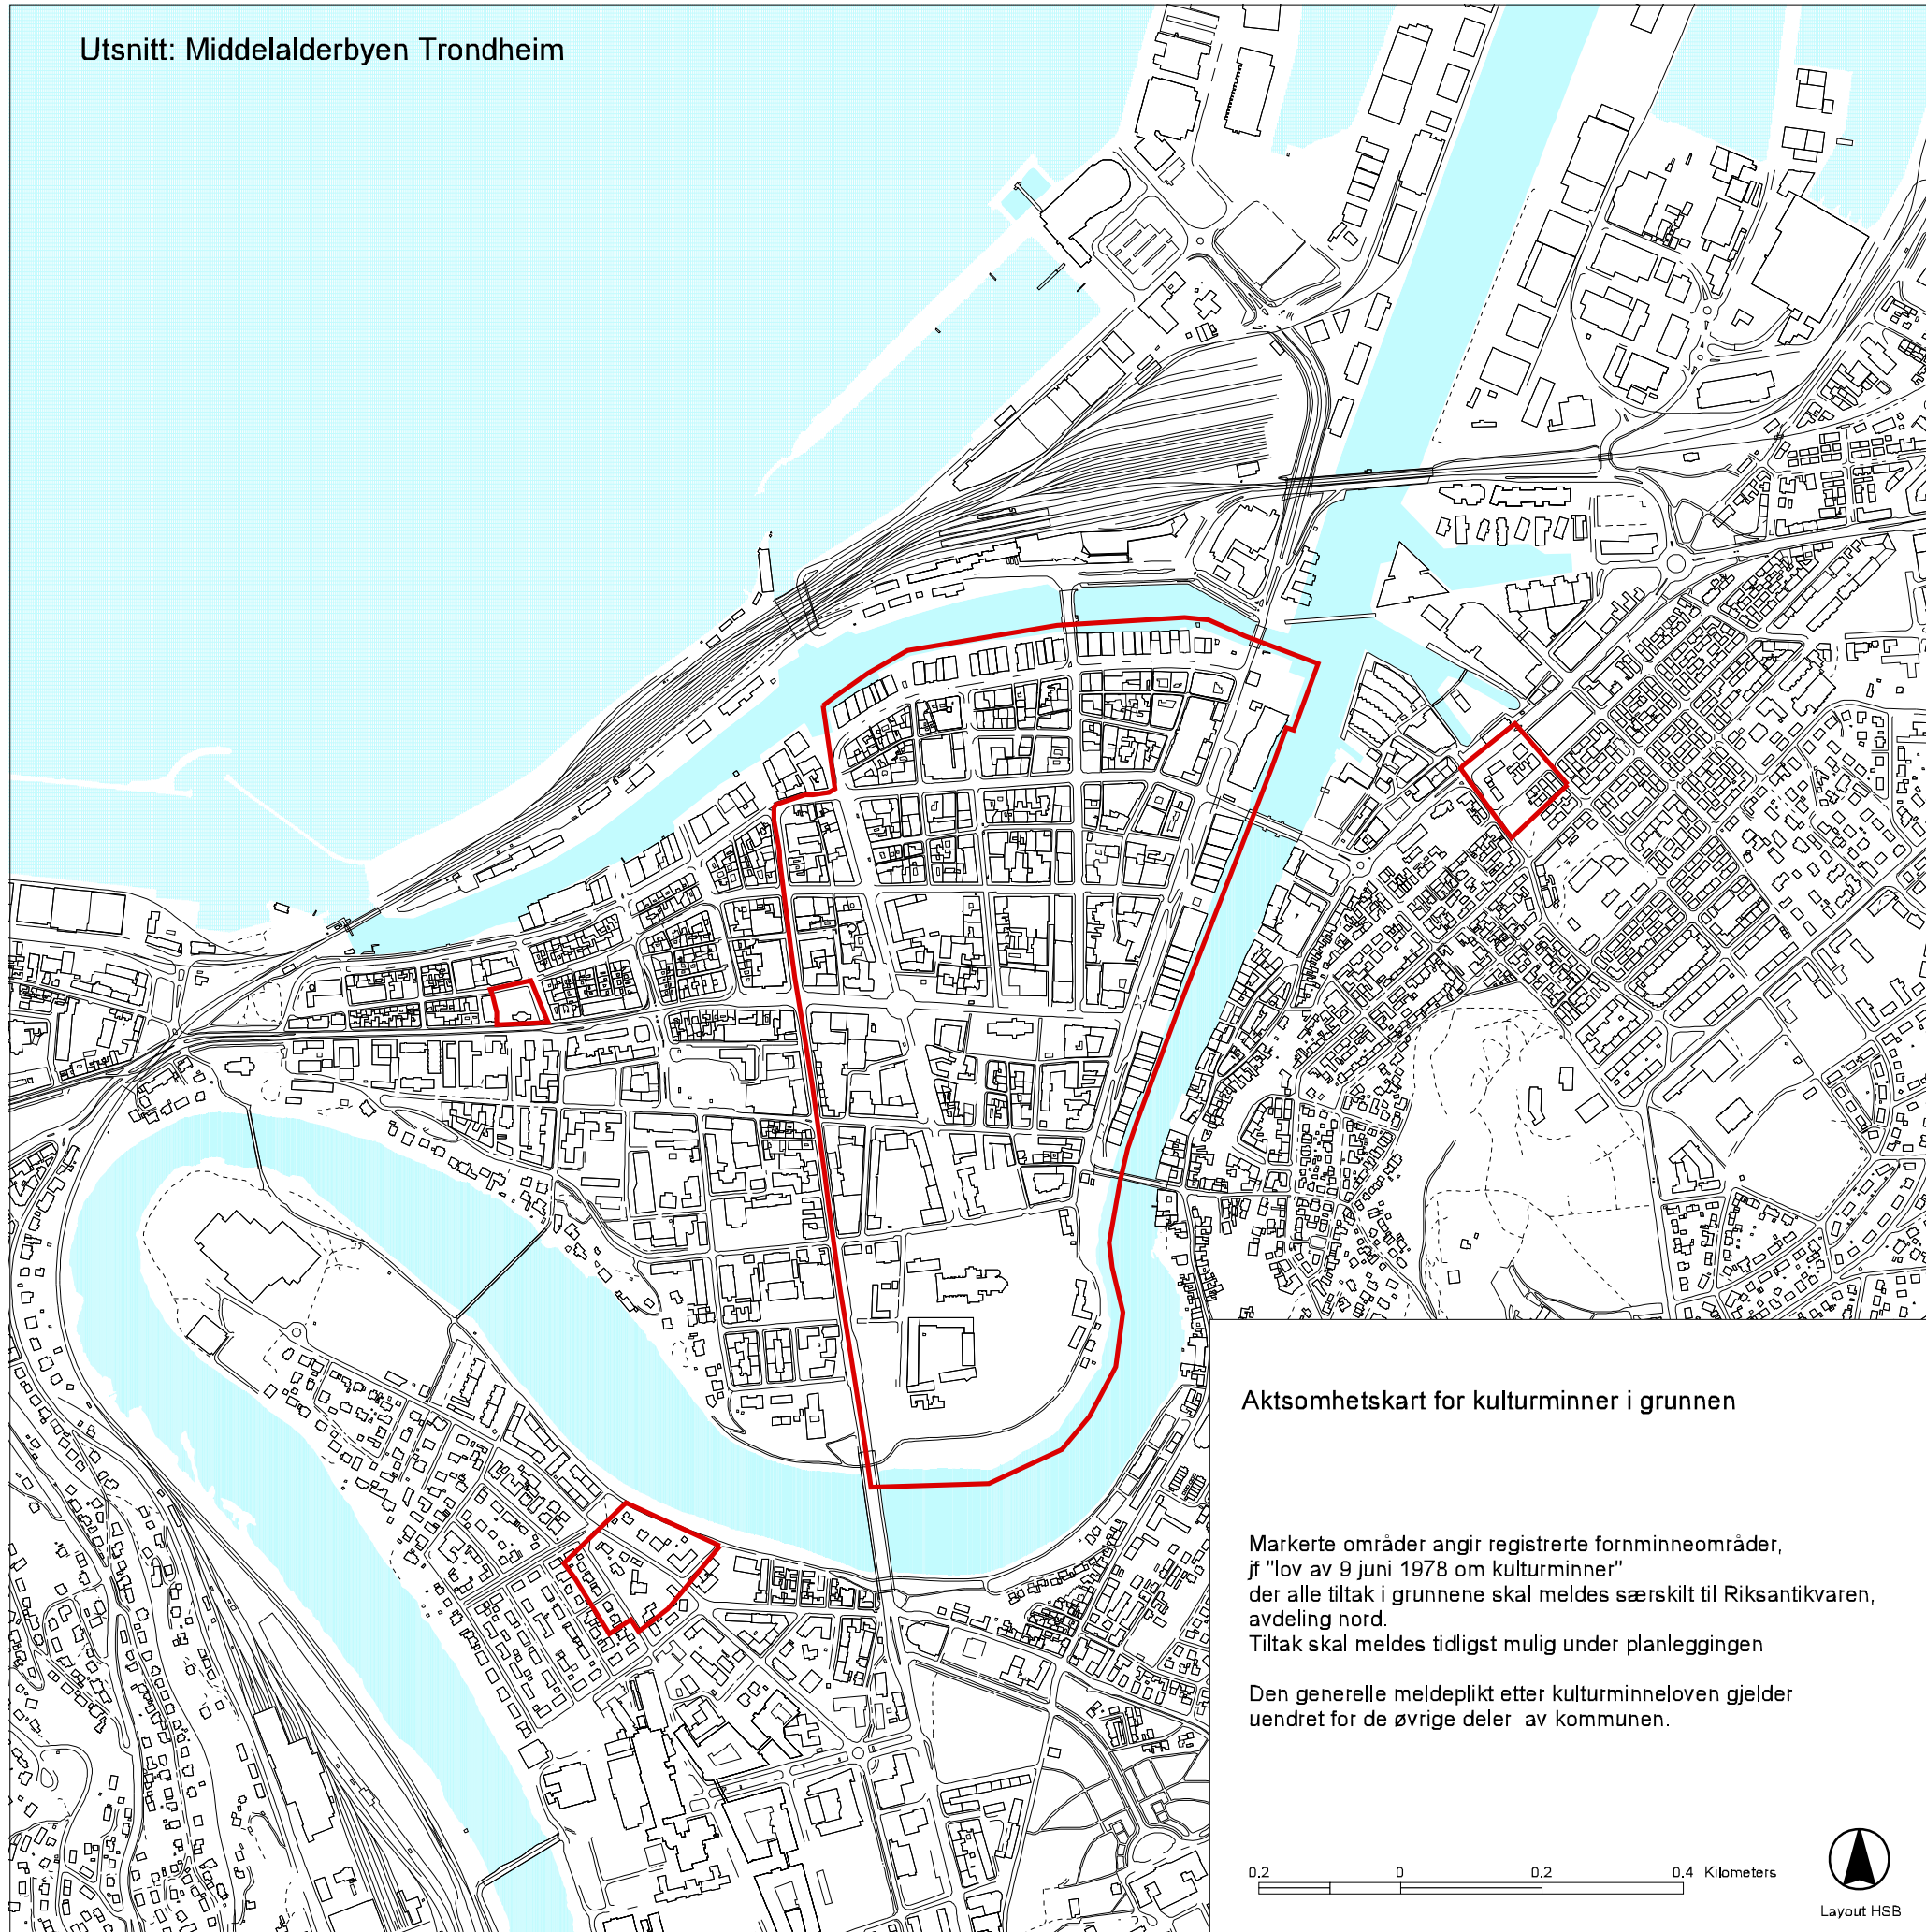 Utsnitt: Middelalderbyen Trondheim
Aktsomhetskart for kulturminner i grunnen
Markerte områder angir registrerte fornminneområder,
jf "lov av 9 juni 1978 om kulturminner"
der alle tiltak i grunnene skal meldes særskilt til Riksantikvaren,
avdeling nord.
Tiltak skal meldes tidligst mulig under planleggingen
Den generelle meldeplikt etter kulturminneloven gjelder
uendret for de øvrige deler av kommunen.
0.2 0 0.2 0.4 Kilometers
Layout HSB